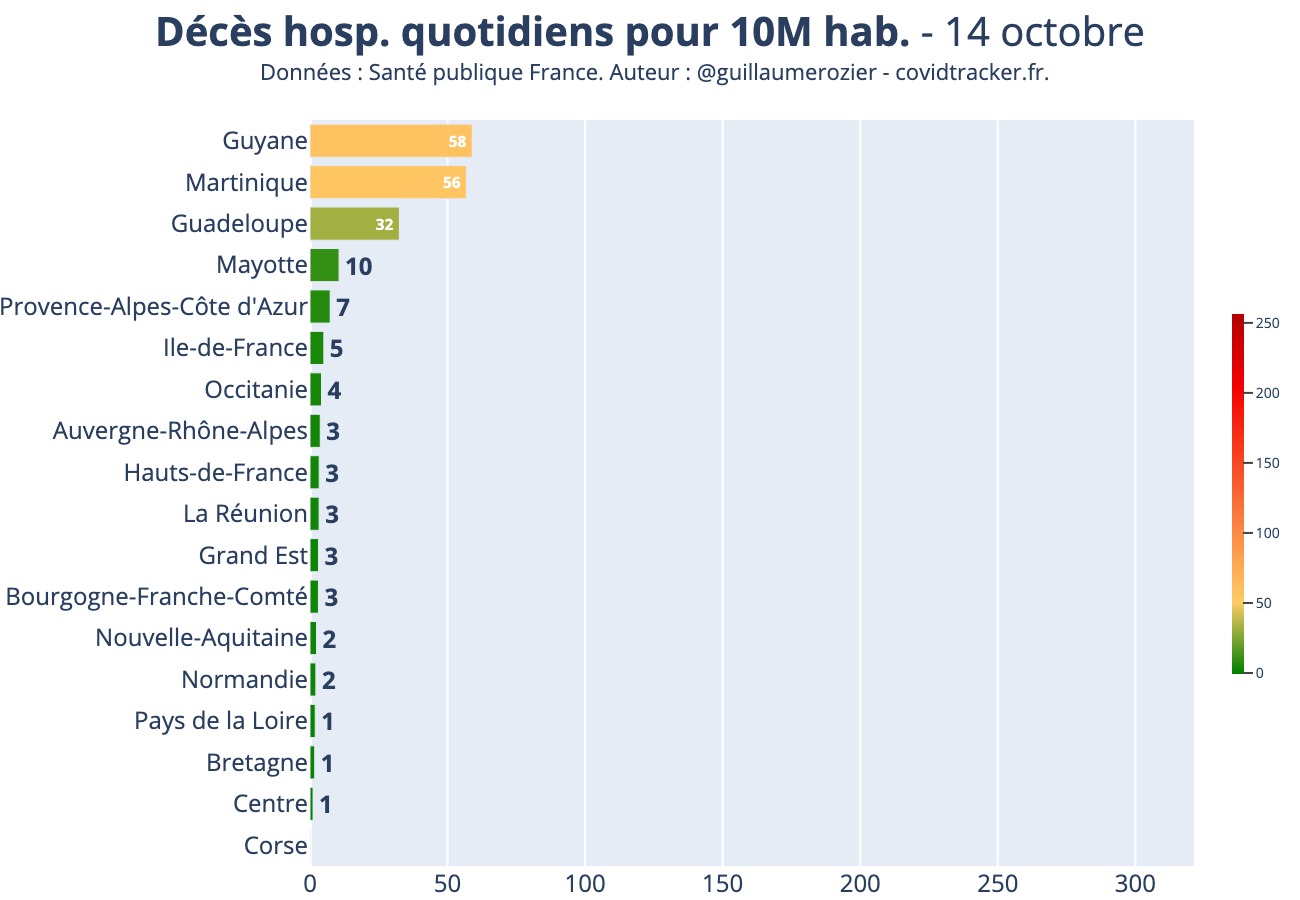 Décès hosp. quotidiens pour 10M hab. - 14 octobre
Données : Santé publique France. Auteur : @guillaumerozier - covidtracker.fr.
Guyane 58
Martinique 56
Guadeloupe 32
Mayotte 10
Provence-Alpes-Côte d'Azur 7
Ile-de-France 5
Occitanie 4
Auvergne-Rhône-Alpes 3
Hauts-de-France 3
La Réunion 3
Grand Est 3
Bourgogne-Franche-Comté 3
Nouvelle-Aquitaine 2
Normandie 2
Pays de la Loire 1
Bretagne 1
Centre 1
Corse
0 50 100 150 200 250 300
250
200
150
100
50
0